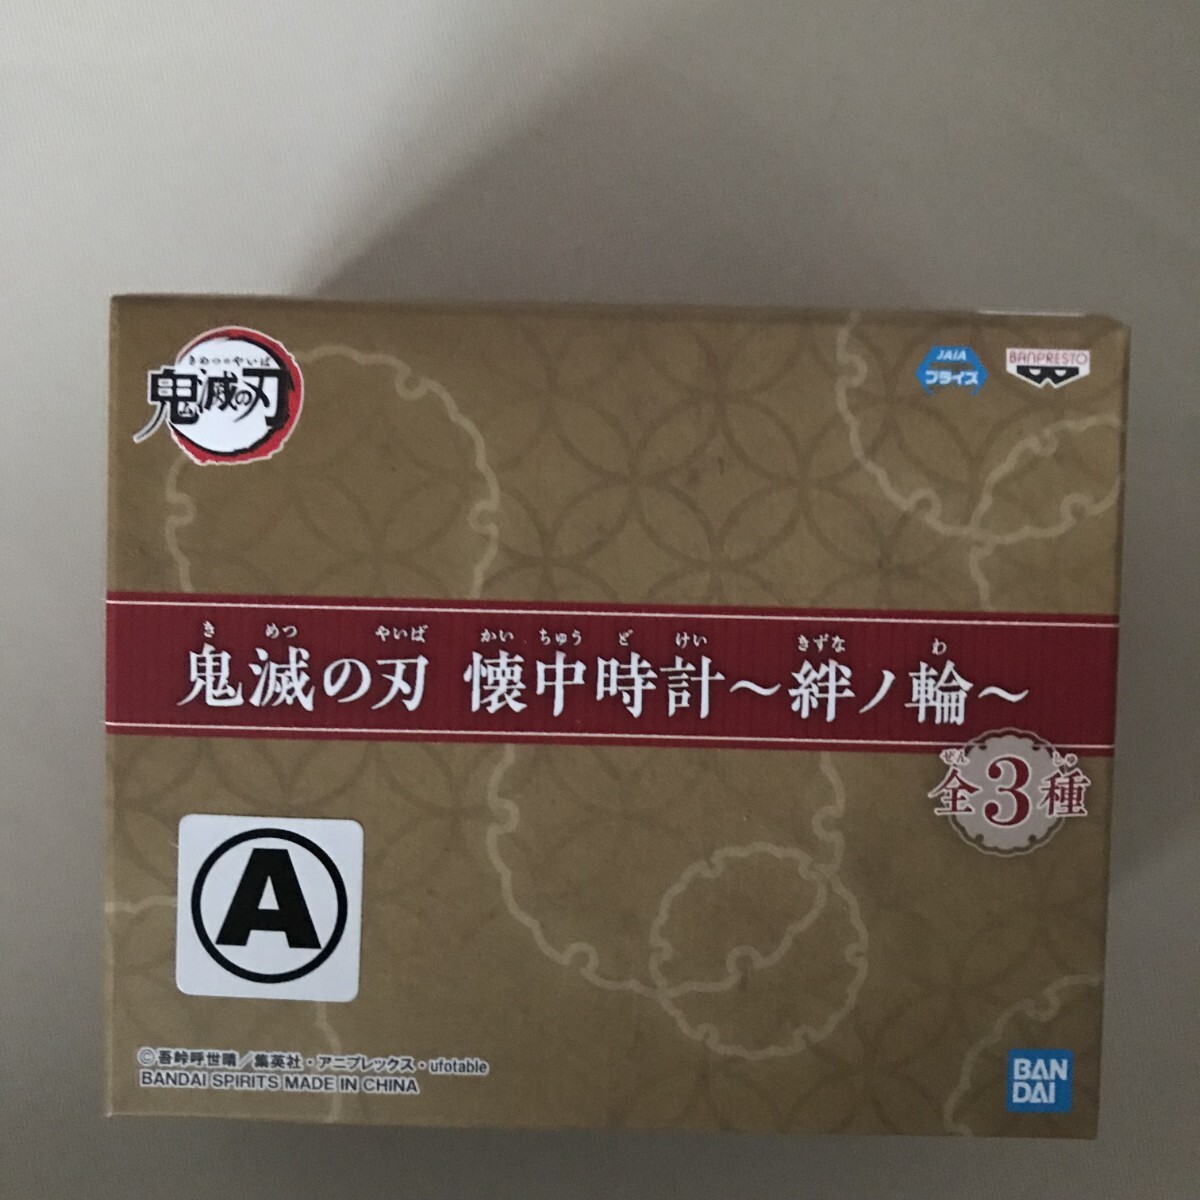 きめつのやいば
鬼滅の刃
JAIA
プライズ
BANPRESTO
き めつ やいば かいちゅうどけい きずな わ
鬼滅の刃 懐中時計～絆ノ輪～
ぜん しゅ
全3種
A
©吾峠呼世晴／集英社・アニプレックス・ufotable
BANDAI SPIRITS MADE IN CHINA
BAN
DAI